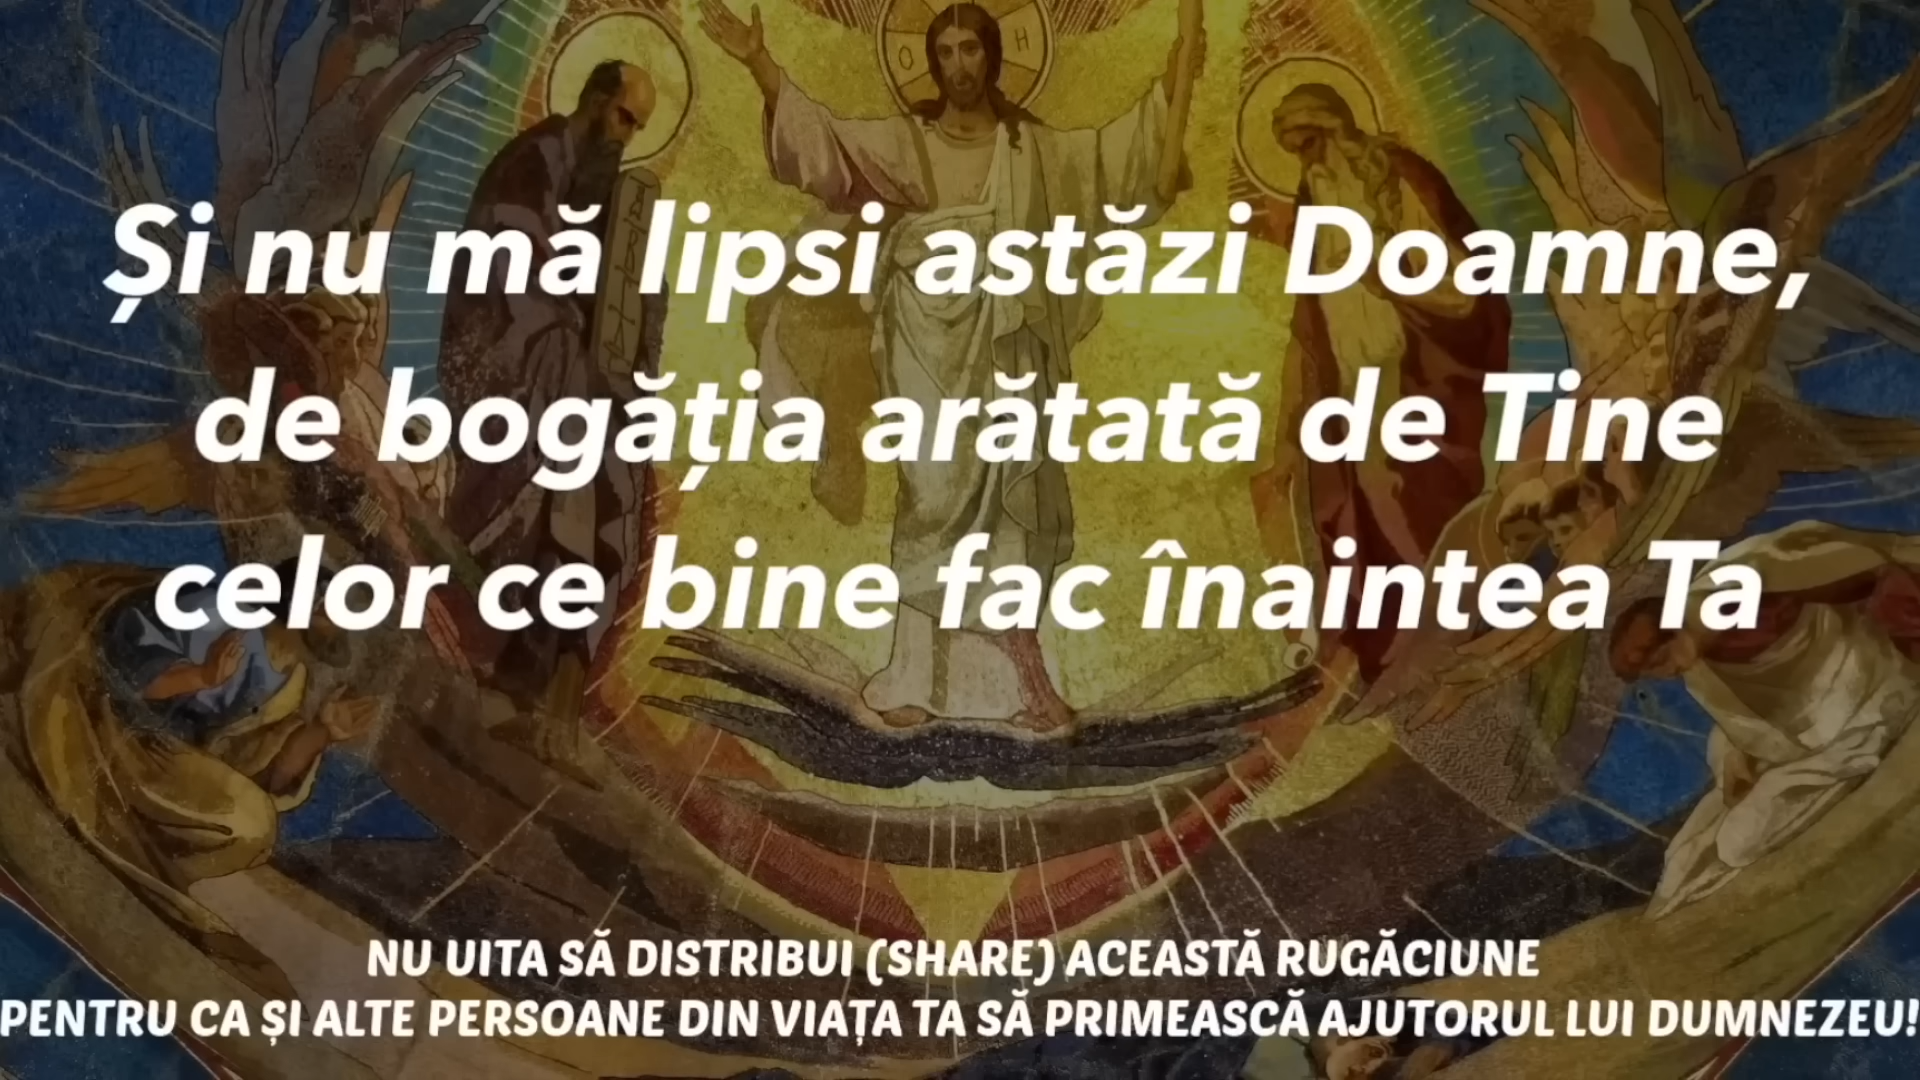 Și nu mă lipsi astăzi Doamne,
de bogăția arătată de Tine
celor ce bine fac înaintea Ta
NU UITA SĂ DISTRIBUI (SHARE) ACEASTĂ RUGĂCIUNE
PENTRU CA ȘI ALTE PERSOANE DIN VIAȚA TA SĂ PRIMEASCĂ AJUTORUL LUI DUMNEZEU!